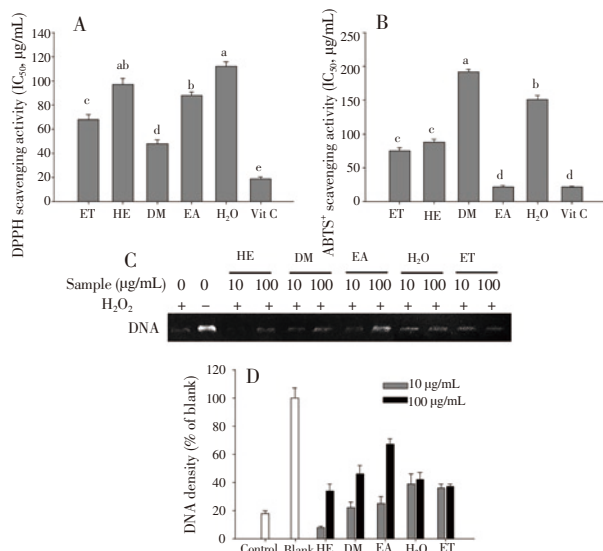 A
DPPH scavenging activity (IC50, μg/mL)
140
120
100
80
60
40
20
0
c
ab
d
b
a
e
ET HE DM EA H2O Vit C
B
ABTS+ scavenging activity (IC50, μg/mL)
250
200
150
100
50
0
c
c
a
d
b
d
ET HE DM EA H2O Vit C
C
HE DM EA H2O ET
Sample (μg/mL) 0 0 10 100 10 100 10 100 10 100 10 100
H2O2 + − + + + + + + + + + +
DNA
D
DNA density (% of blank)
120
100
80
60
40
20
0
10 μg/mL
100 μg/mL
Control Blank HE DM EA H2O ET